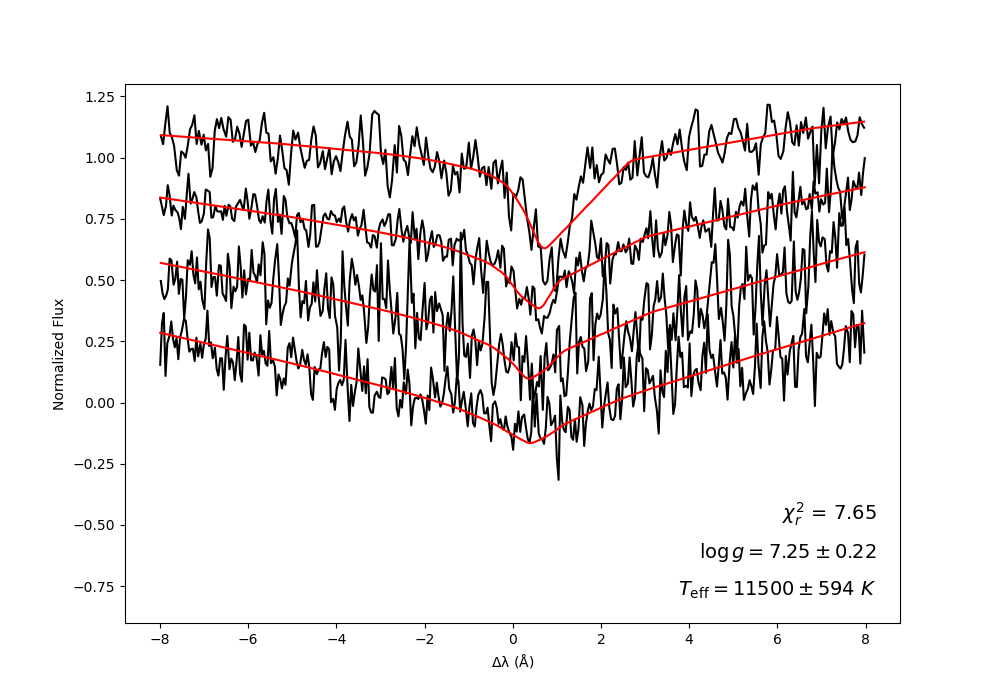 1.25
1.00
0.75
0.50
0.25
0.00
−0.25
−0.50
−0.75
Normalized Flux
χ²ᵣ = 7.65
log g = 7.25 ± 0.22
T_eff = 11500 ± 594 K
−8 −6 −4 −2 0 2 4 6 8
Δλ (Å)